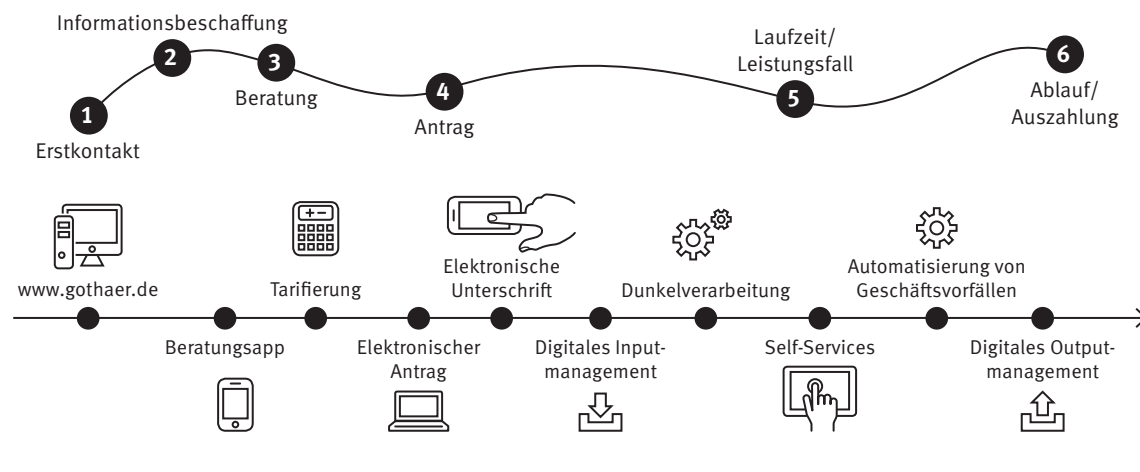 Informationsbeschaffung
2
3
Beratung
1
Erstkontakt
4
Antrag
Laufzeit/
Leistungsfall
5
6
Ablauf/
Auszahlung
www.gothaer.de
+ −
Tarifierung
Elektronische
Unterschrift
Dunkelverarbeitung
Automatisierung von
Geschäftsvorfällen
Beratungsapp
Elektronischer
Antrag
Digitales Input-
management
Self-Services
Digitales Output-
management